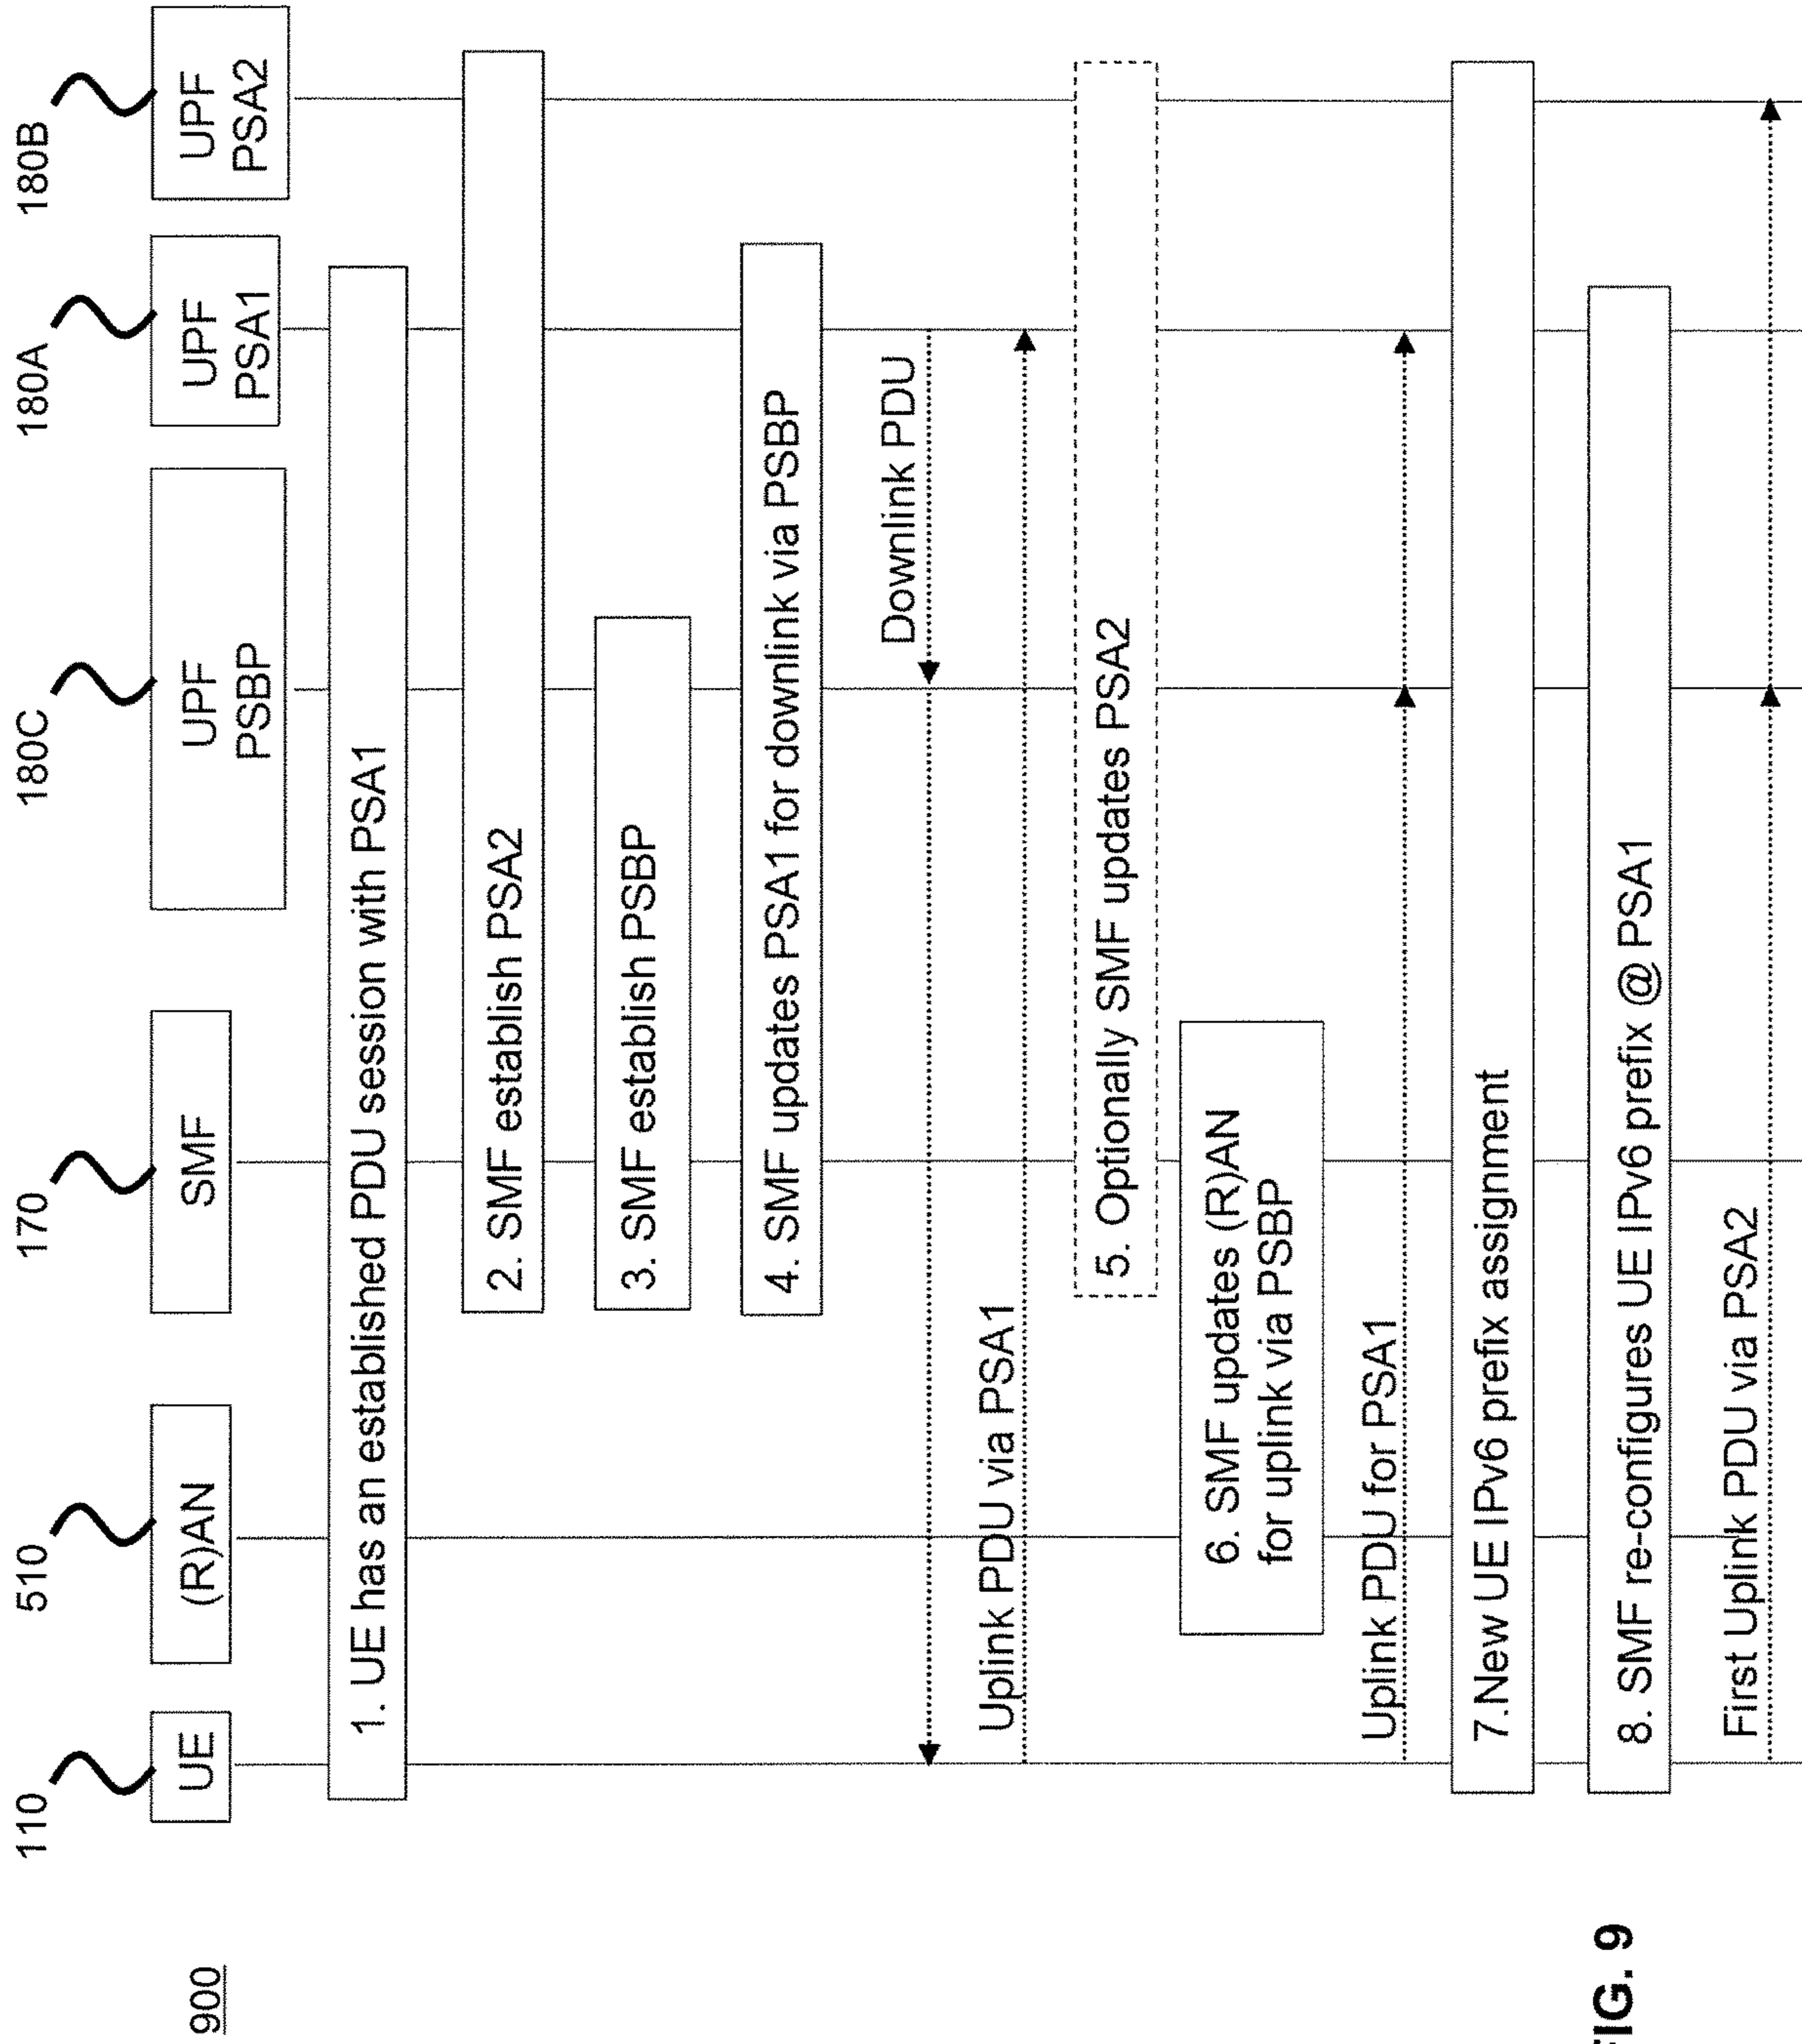 900
110
510
170
180C
180A
180B
UE
(R)AN
SMF
UPF
PSBP
UPF
PSA1
UPF
PSA2
1. UE has an established PDU session with PSA1
2. SMF establish PSA2
3. SMF establish PSBP
4. SMF updates PSA1 for downlink via PSBP
Downlink PDU
Uplink PDU via PSA1
5. Optionally SMF updates PSA2
6. SMF updates (R)AN
for uplink via PSBP
Uplink PDU for PSA1
7.New UE IPv6 prefix assignment
8. SMF re-configures UE IPv6 prefix @ PSA1
First Uplink PDU via PSA2
IG. 9